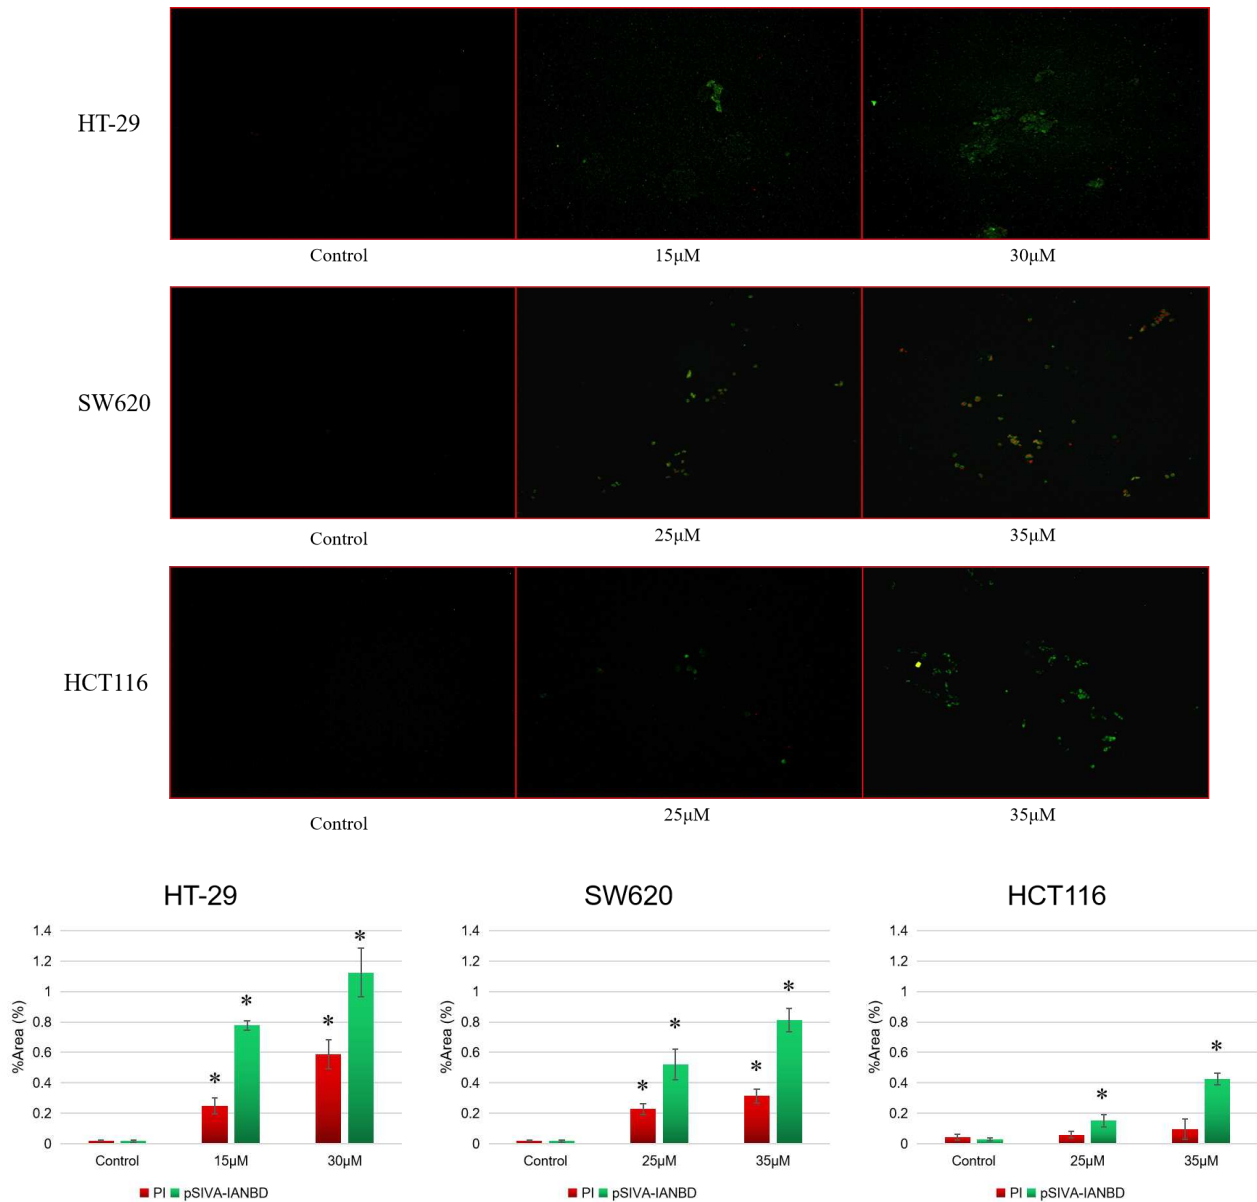 HT-29
Control 15µM 30µM
SW620
Control 25µM 35µM
HCT116
Control 25µM 35µM
HT-29
1.4
1.2
1
0.8
0.6
0.4
0.2
0
%Area (%)
* * * *
Control 15µM 30µM
PI pSIVA-IANBD
SW620
1.4
1.2
1
0.8
0.6
0.4
0.2
0
%Area (%)
* * * *
Control 25µM 35µM
PI pSIVA-IANBD
HCT116
1.4
1.2
1
0.8
0.6
0.4
0.2
0
%Area (%)
* *
Control 25µM 35µM
PI pSIVA-IANBD